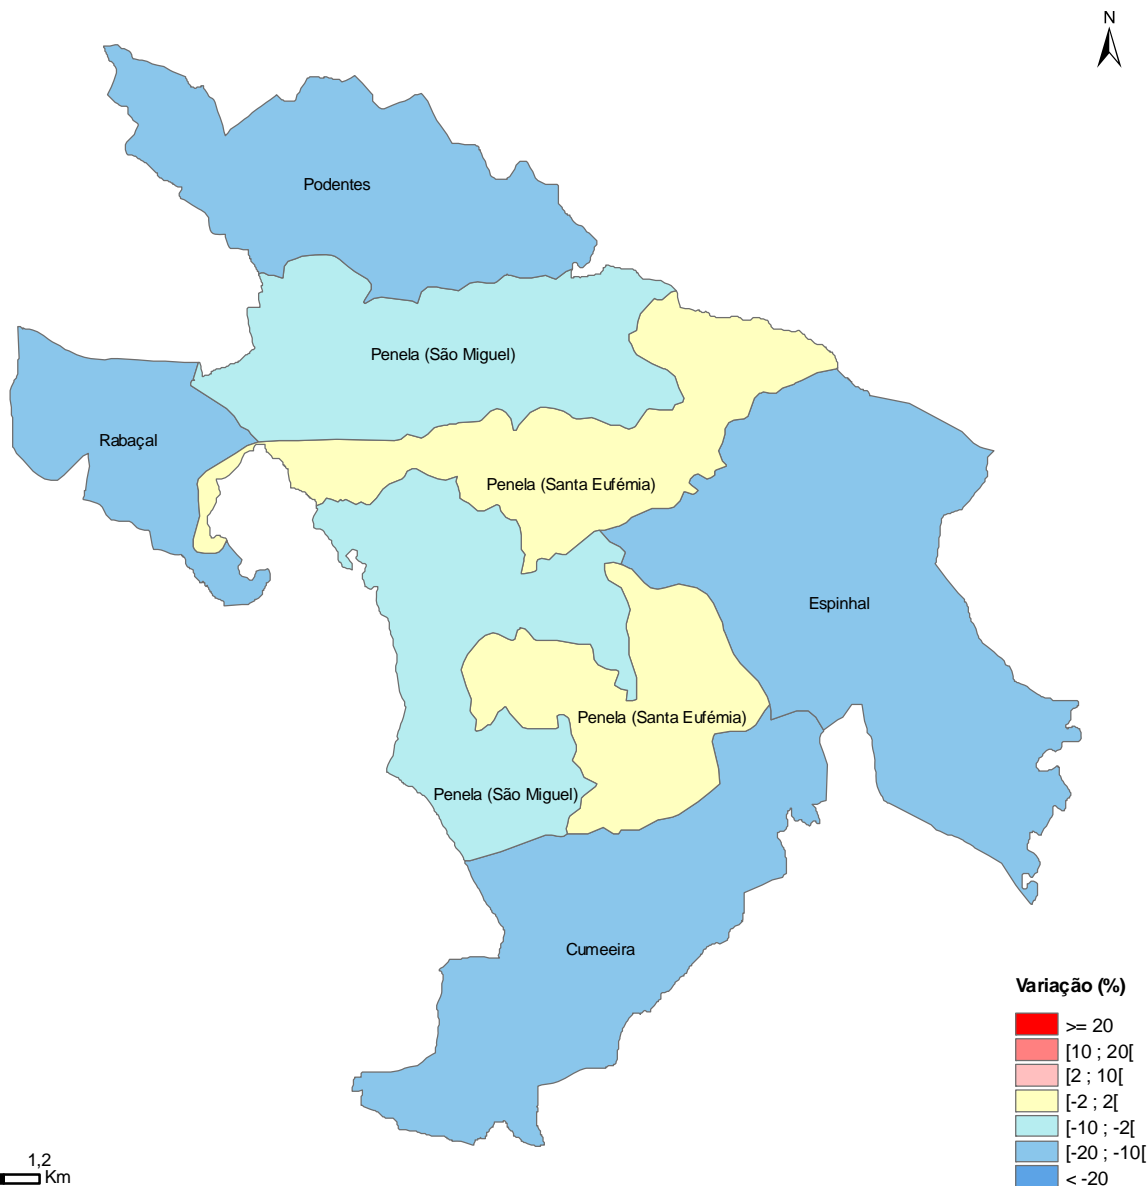 N
Podentes
Penela (São Miguel)
Rabaçal
Penela (Santa Eufémia)
Espinhal
Penela (Santa Eufémia)
Penela (São Miguel)
Cumeeira
Variação (%)
>= 20
[10 ; 20[
[2 ; 10[
[-2 ; 2[
[-10 ; -2[
[-20 ; -10[
< -20
1,2
Km